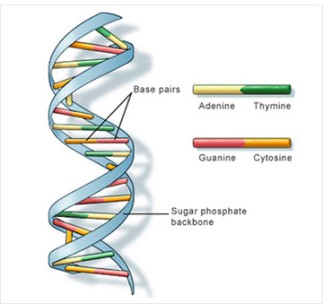 Base pairs
Adenine Thymine
Guanine Cytosine
Sugar phosphate
backbone